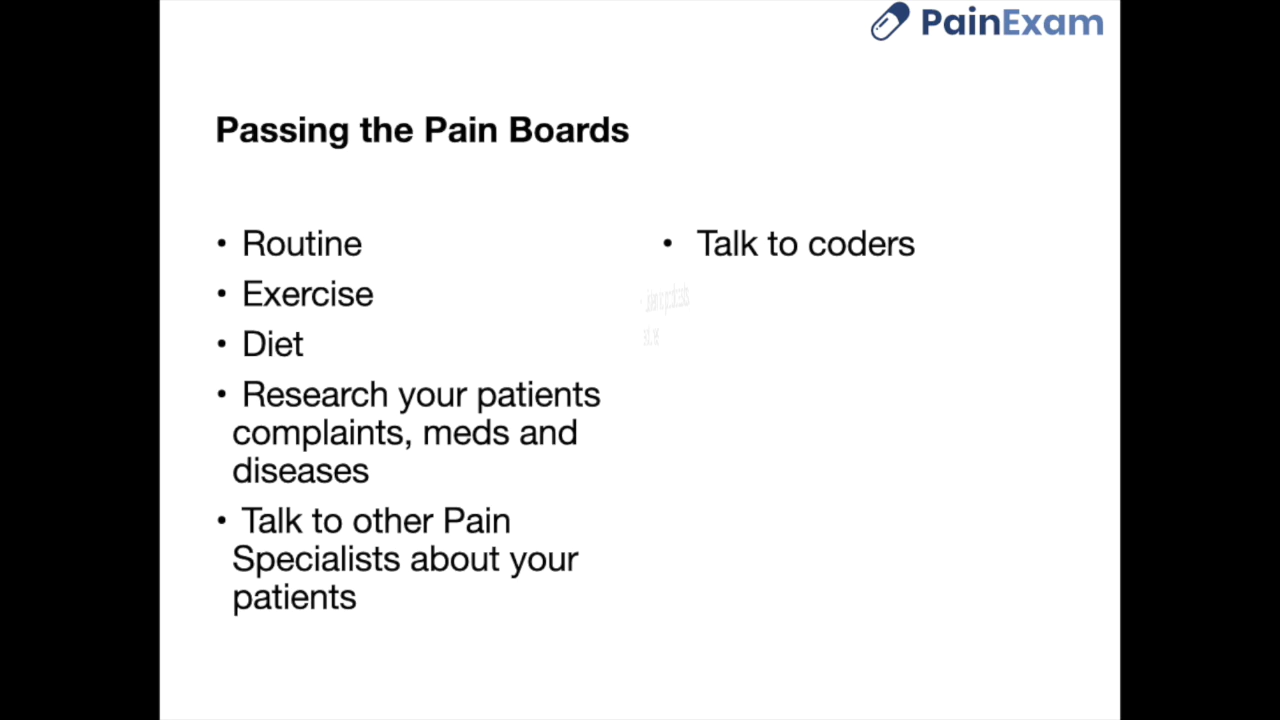 PainExam
Passing the Pain Boards
• Routine
• Exercise
• Diet
• Research your patients
complaints, meds and
diseases
• Talk to other Pain
Specialists about your
patients
• Talk to coders